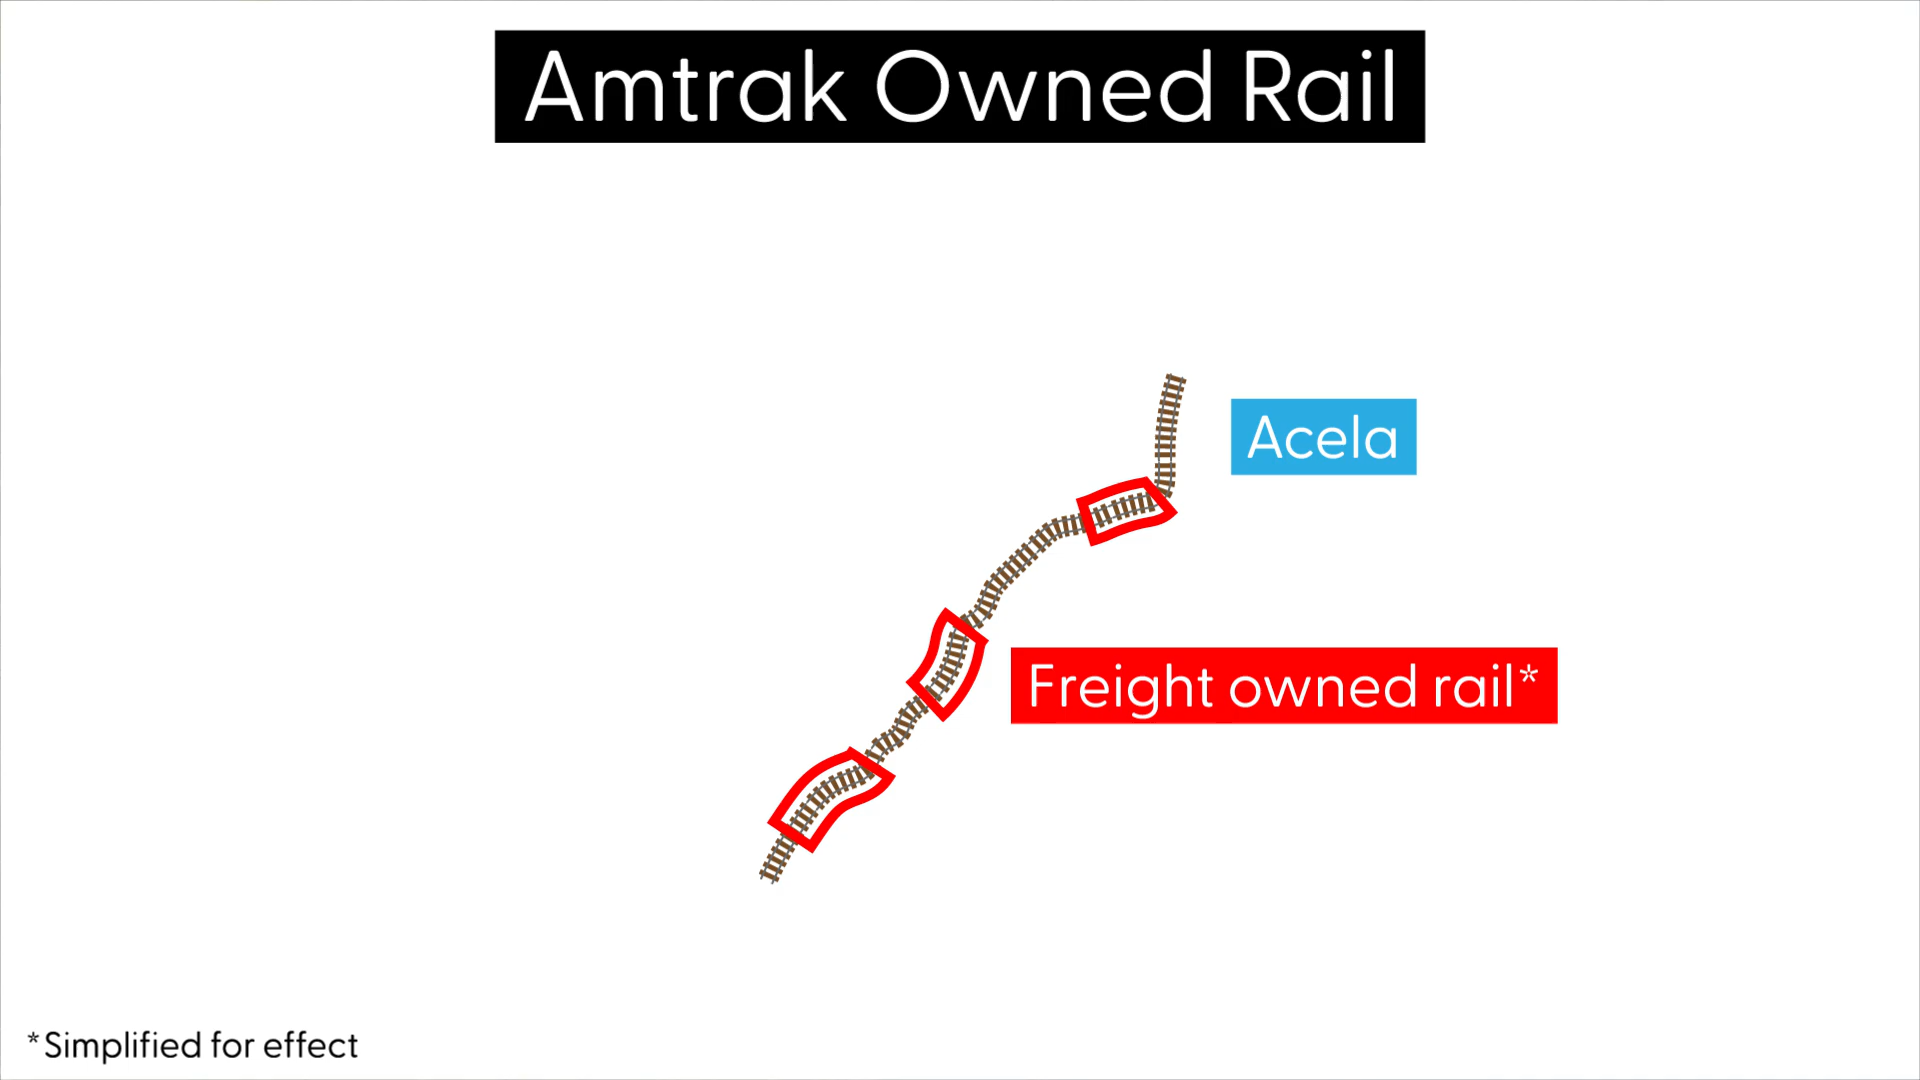 Amtrak Owned Rail
Acela
Freight owned rail*
*Simplified for effect